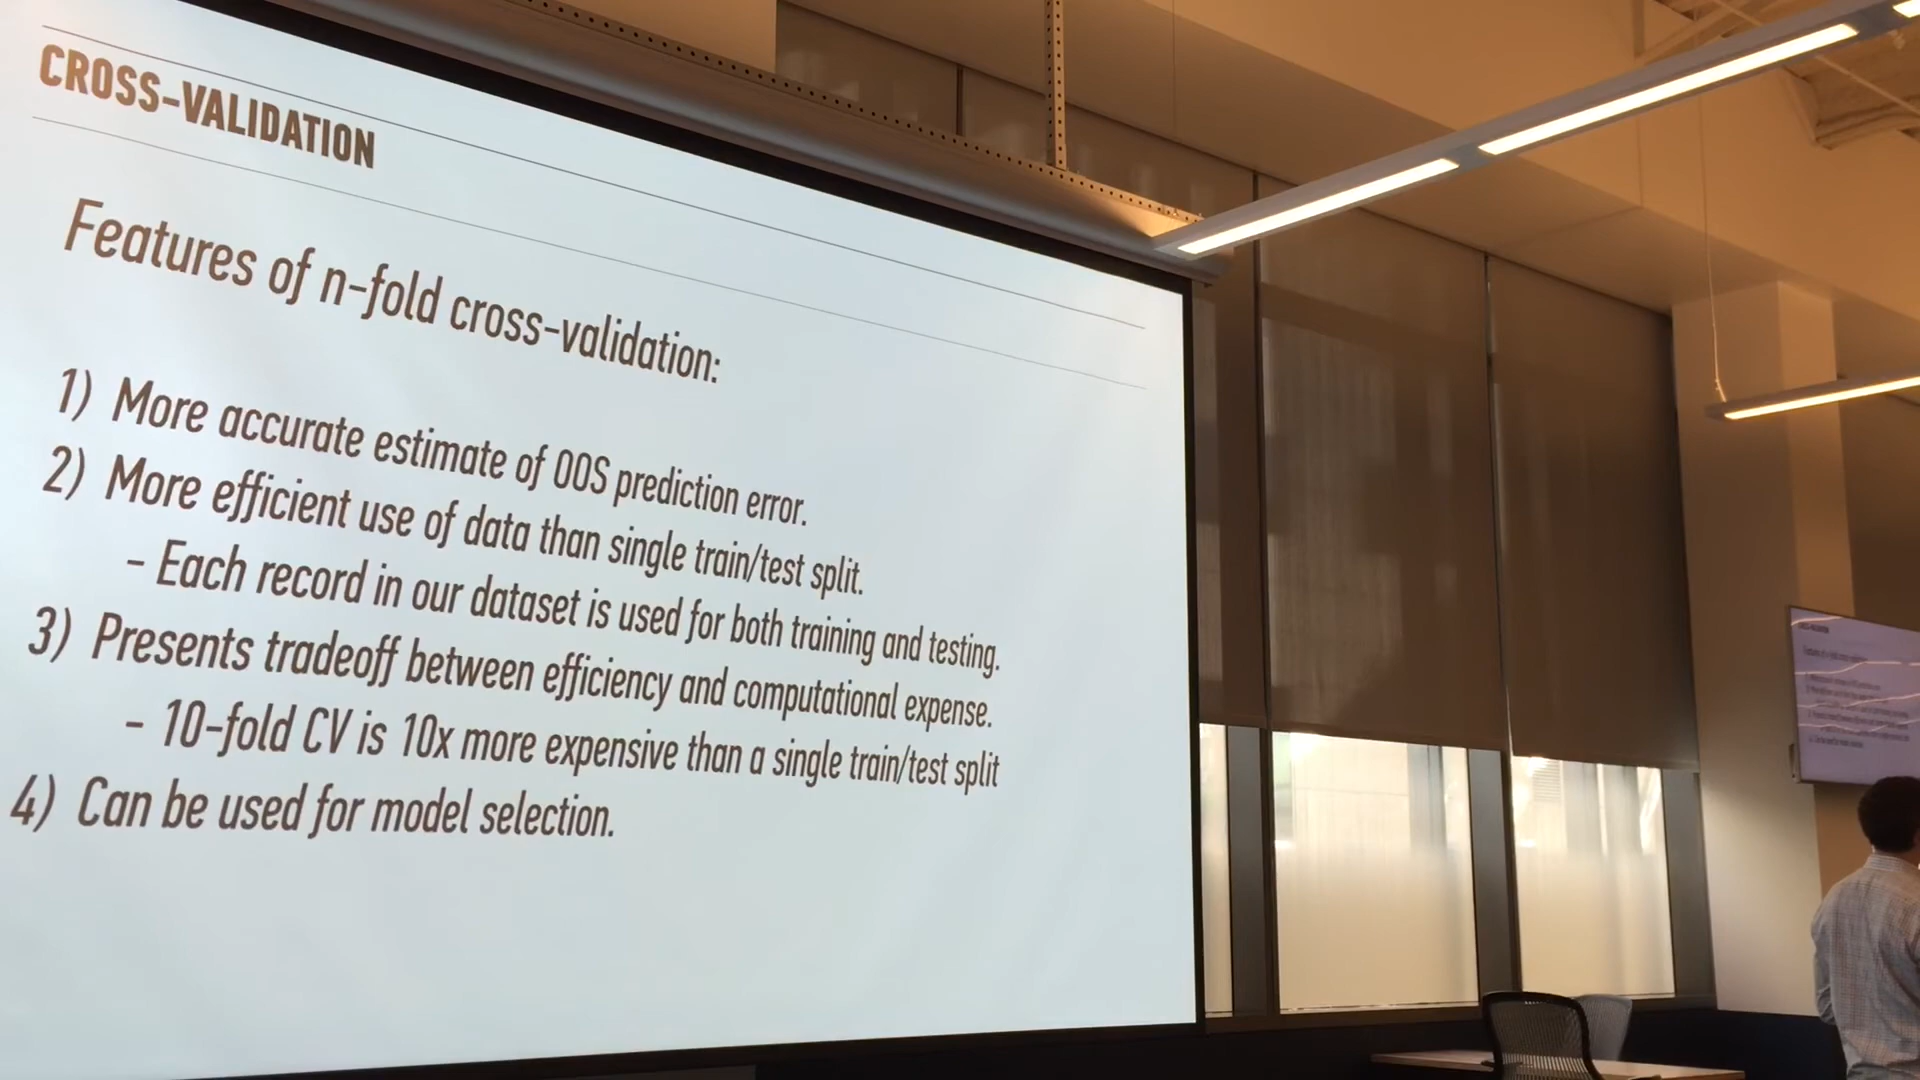 CROSS-VALIDATION
Features of n-fold cross-validation:
1) More accurate estimate of OOS prediction error.
2) More efficient use of data than single train/test split.
- Each record in our dataset is used for both training and testing.
3) Presents tradeoff between efficiency and computational expense.
- 10-fold CV is 10x more expensive than a single train/test split
4) Can be used for model selection.